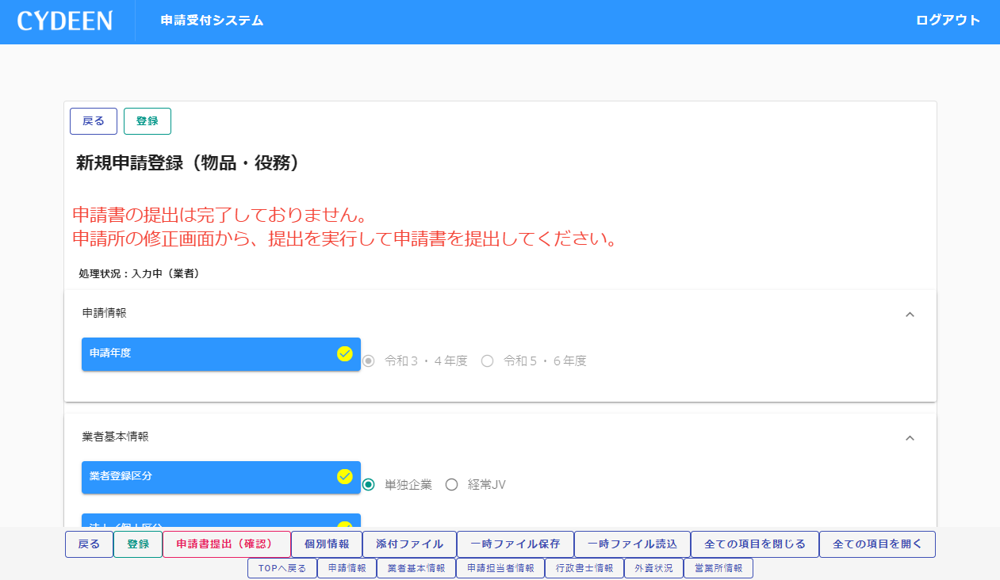 CYDEEN 申請受付システム ログアウト
戻る 登録
新規申請登録（物品・役務）
申請書の提出は完了しておりません。
申請所の修正画面から、提出を実行して申請書を提出してください。
処理状況：入力中（業者）
申請情報
申請年度 令和３・４年度 令和５・６年度
業者基本情報
業者登録区分 単独企業 経常JV
戻る 登録 申請書提出（確認） 個別情報 添付ファイル 一時ファイル保存 一時ファイル読込 全ての項目を閉じる 全ての項目を開く
TOPへ戻る 申請情報 業者基本情報 申請担当者情報 行政書士情報 外資状況 営業所情報